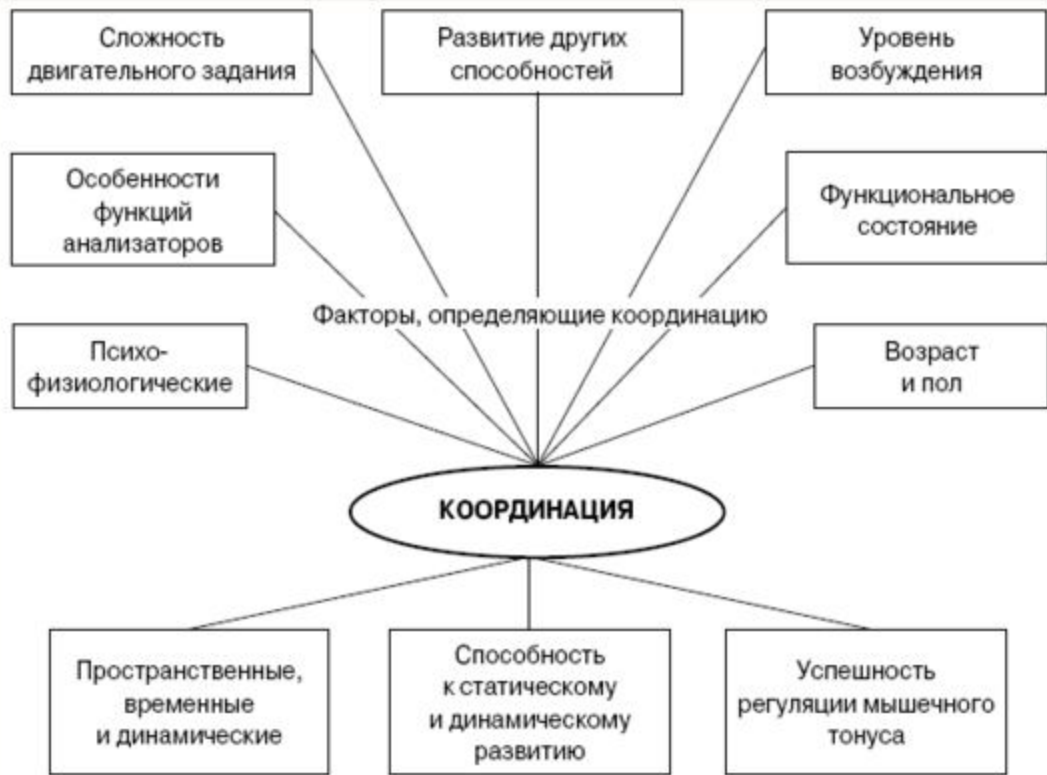 Сложность
двигательного задания
Развитие других
способностей
Уровень
возбуждения
Особенности
функций
анализаторов
Функциональное
состояние
Факторы, определяющие координацию
Психо-
физиологические
Возраст
и пол
КООРДИНАЦИЯ
Пространственные,
временные
и динамические
Способность
к статическому
и динамическому
развитию
Успешность
регуляции мышечного
тонуса